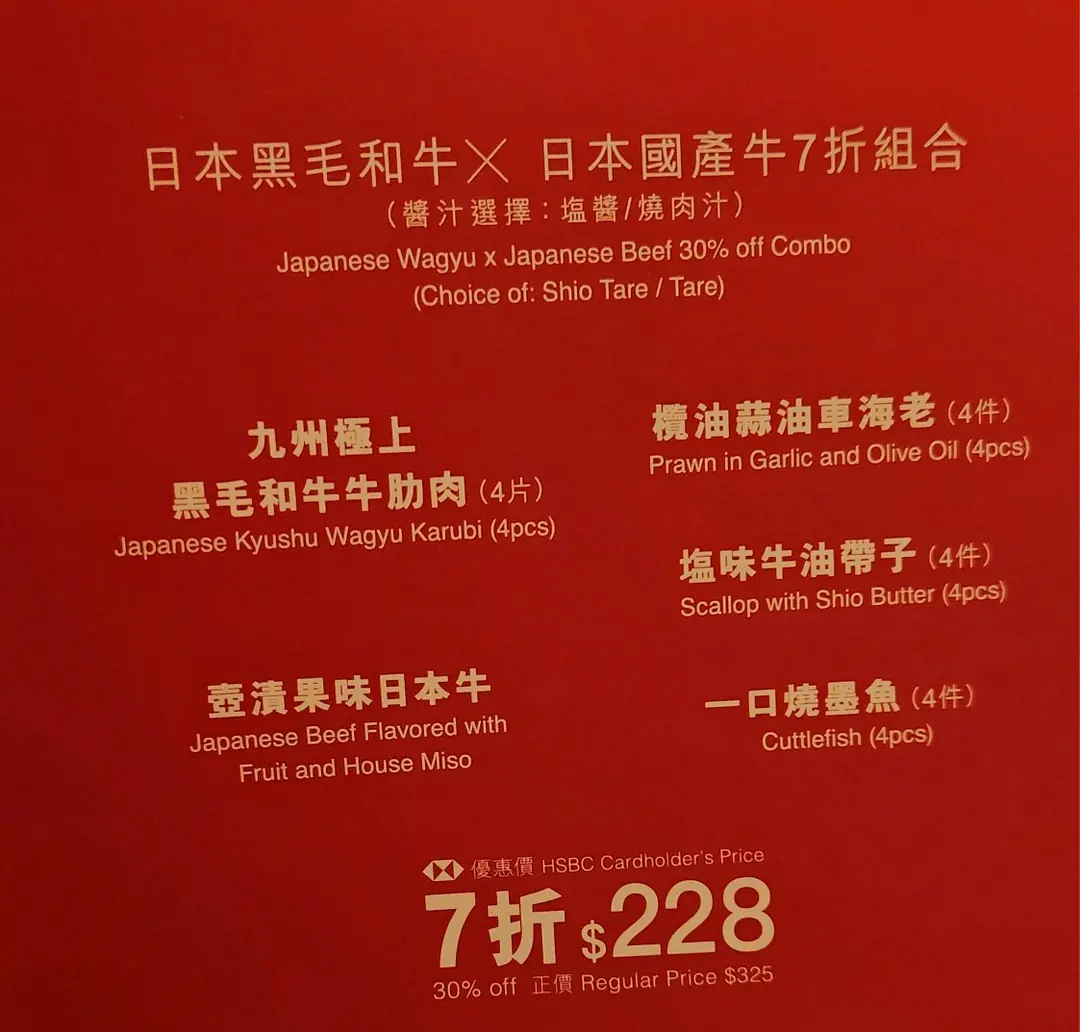 日本黑毛和牛╳ 日本國產牛7折組合
（醬汁選擇：塩醬/燒肉汁）
Japanese Wagyu x Japanese Beef 30% off Combo
(Choice of: Shio Tare / Tare)
九州極上
黑毛和牛牛肋肉（4片）
Japanese Kyushu Wagyu Karubi (4pcs)
壺漬果味日本牛
Japanese Beef Flavored with
Fruit and House Miso
欖油蒜油車海老（4件）
Prawn in Garlic and Olive Oil (4pcs)
塩味牛油帶子（4件）
Scallop with Shio Butter (4pcs)
一口燒墨魚（4件）
Cuttlefish (4pcs)
優惠價 HSBC Cardholder's Price
7折 $228
30% off 正價 Regular Price $325